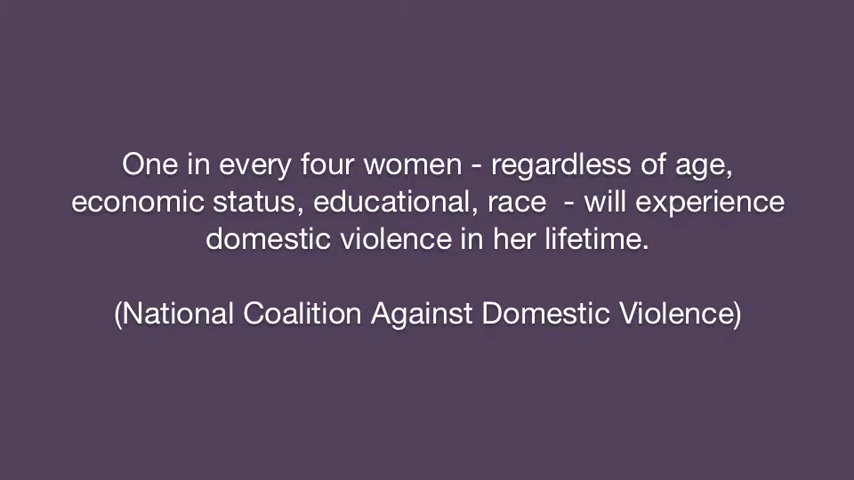 One in every four women - regardless of age,
economic status, educational, race  - will experience
domestic violence in her lifetime.
(National Coalition Against Domestic Violence)